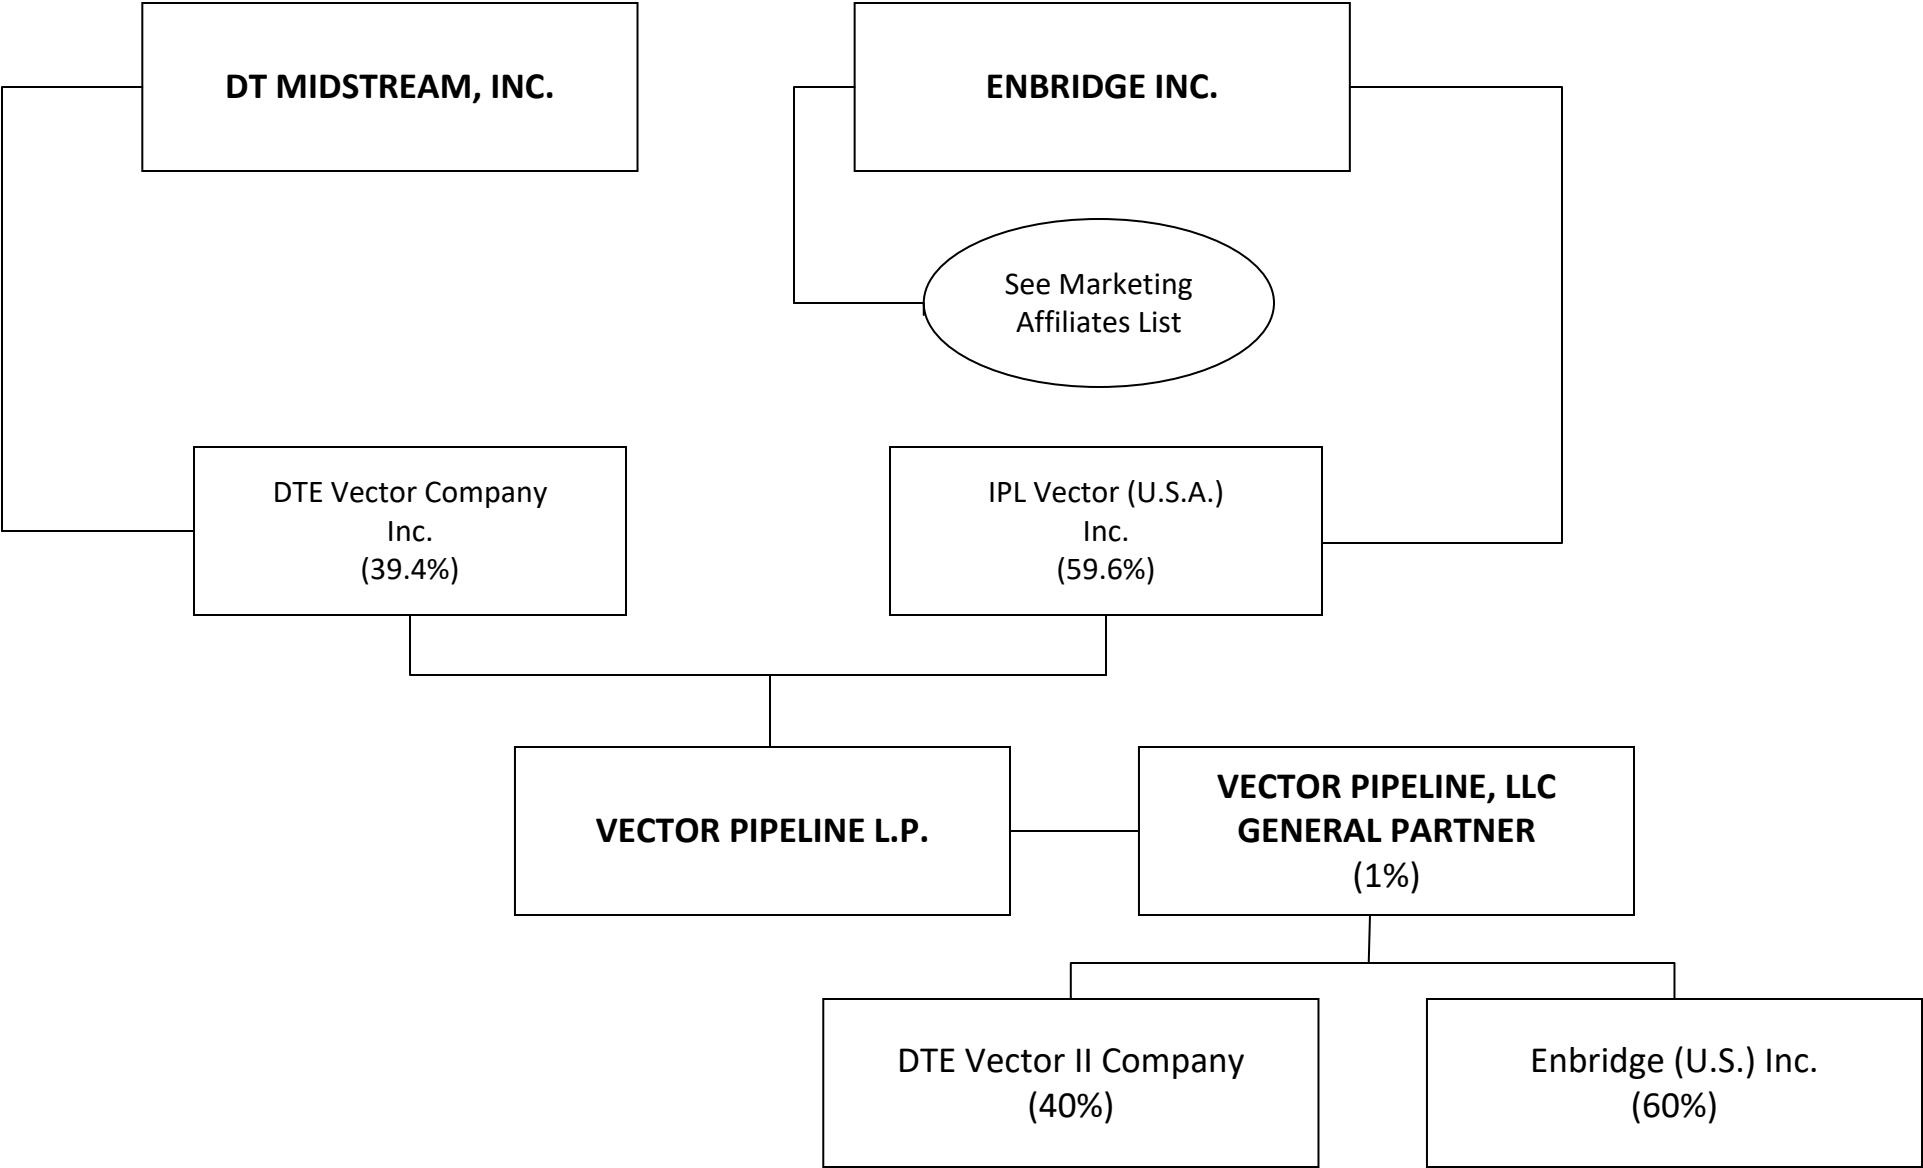 DT MIDSTREAM, INC.
ENBRIDGE INC.
See Marketing
Affiliates List
DTE Vector Company
Inc.
(39.4%)
IPL Vector (U.S.A.)
Inc.
(59.6%)
VECTOR PIPELINE L.P.
VECTOR PIPELINE, LLC
GENERAL PARTNER
(1%)
DTE Vector II Company
(40%)
Enbridge (U.S.) Inc.
(60%)